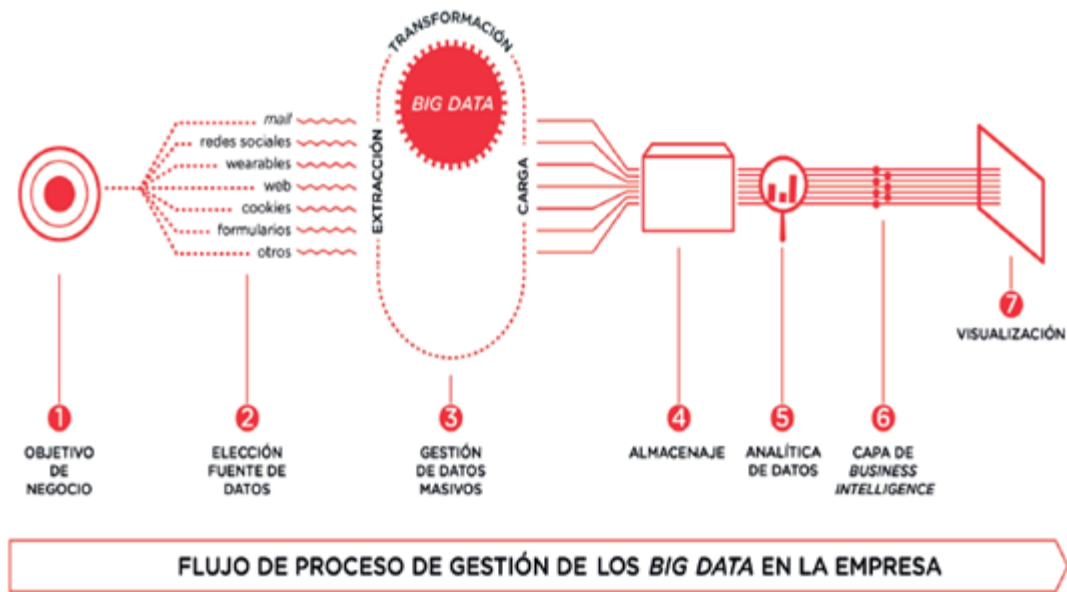 TRANSFORMACIÓN
BIG DATA
EXTRACCIÓN
CARGA
mail
redes sociales
wearables
web
cookies
formularios
otros
1
OBJETIVO
DE
NEGOCIO
2
ELECCIÓN
FUENTE DE
DATOS
3
GESTIÓN
DE DATOS
MASIVOS
4
ALMACENAJE
5
ANALÍTICA
DE DATOS
6
CAPA DE
BUSINESS
INTELLIGENCE
7
VISUALIZACIÓN
FLUJO DE PROCESO DE GESTIÓN DE LOS BIG DATA EN LA EMPRESA